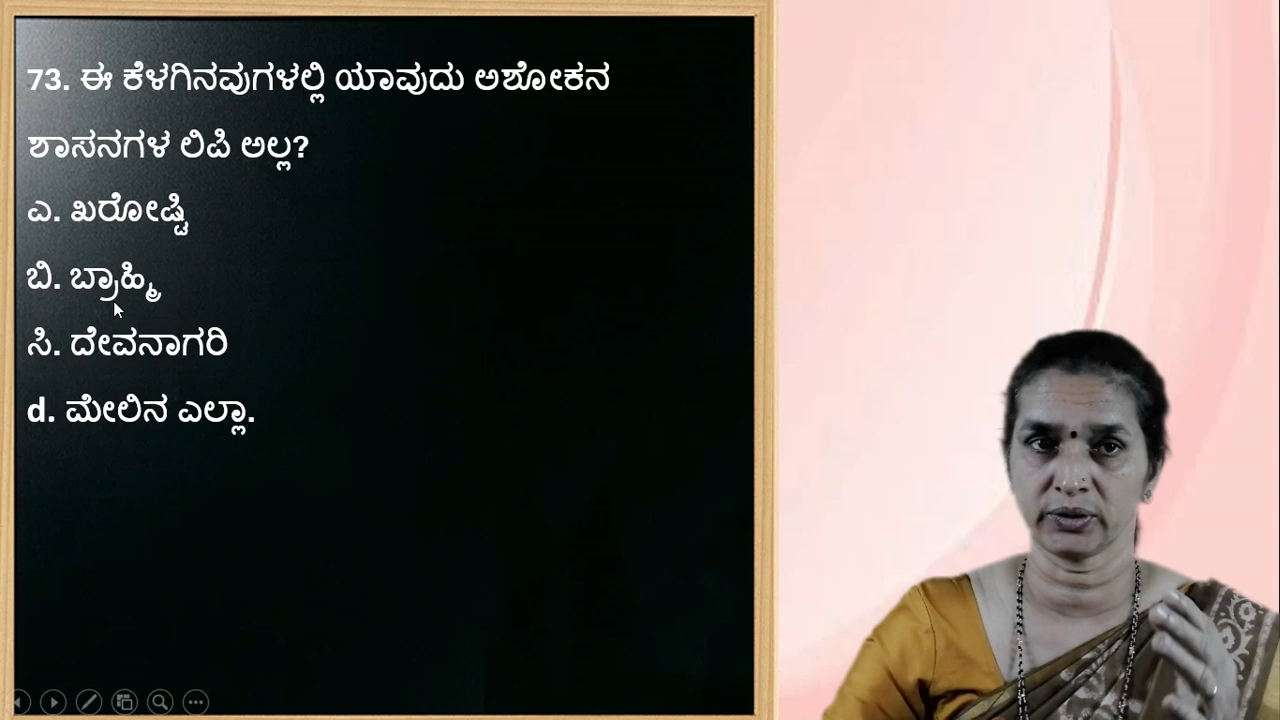 73. ಈ ಕೆಳಗಿನವುಗಳಲ್ಲಿ ಯಾವುದು ಅಶೋಕನ
ಶಾಸನಗಳ ಲಿಪಿ ಅಲ್ಲ?
ಎ. ಖರೋಷ್ಟಿ
ಬಿ. ಬ್ರಾಹ್ಮಿ
ಸಿ. ದೇವನಾಗರಿ
d. ಮೇಲಿನ ಎಲ್ಲಾ.